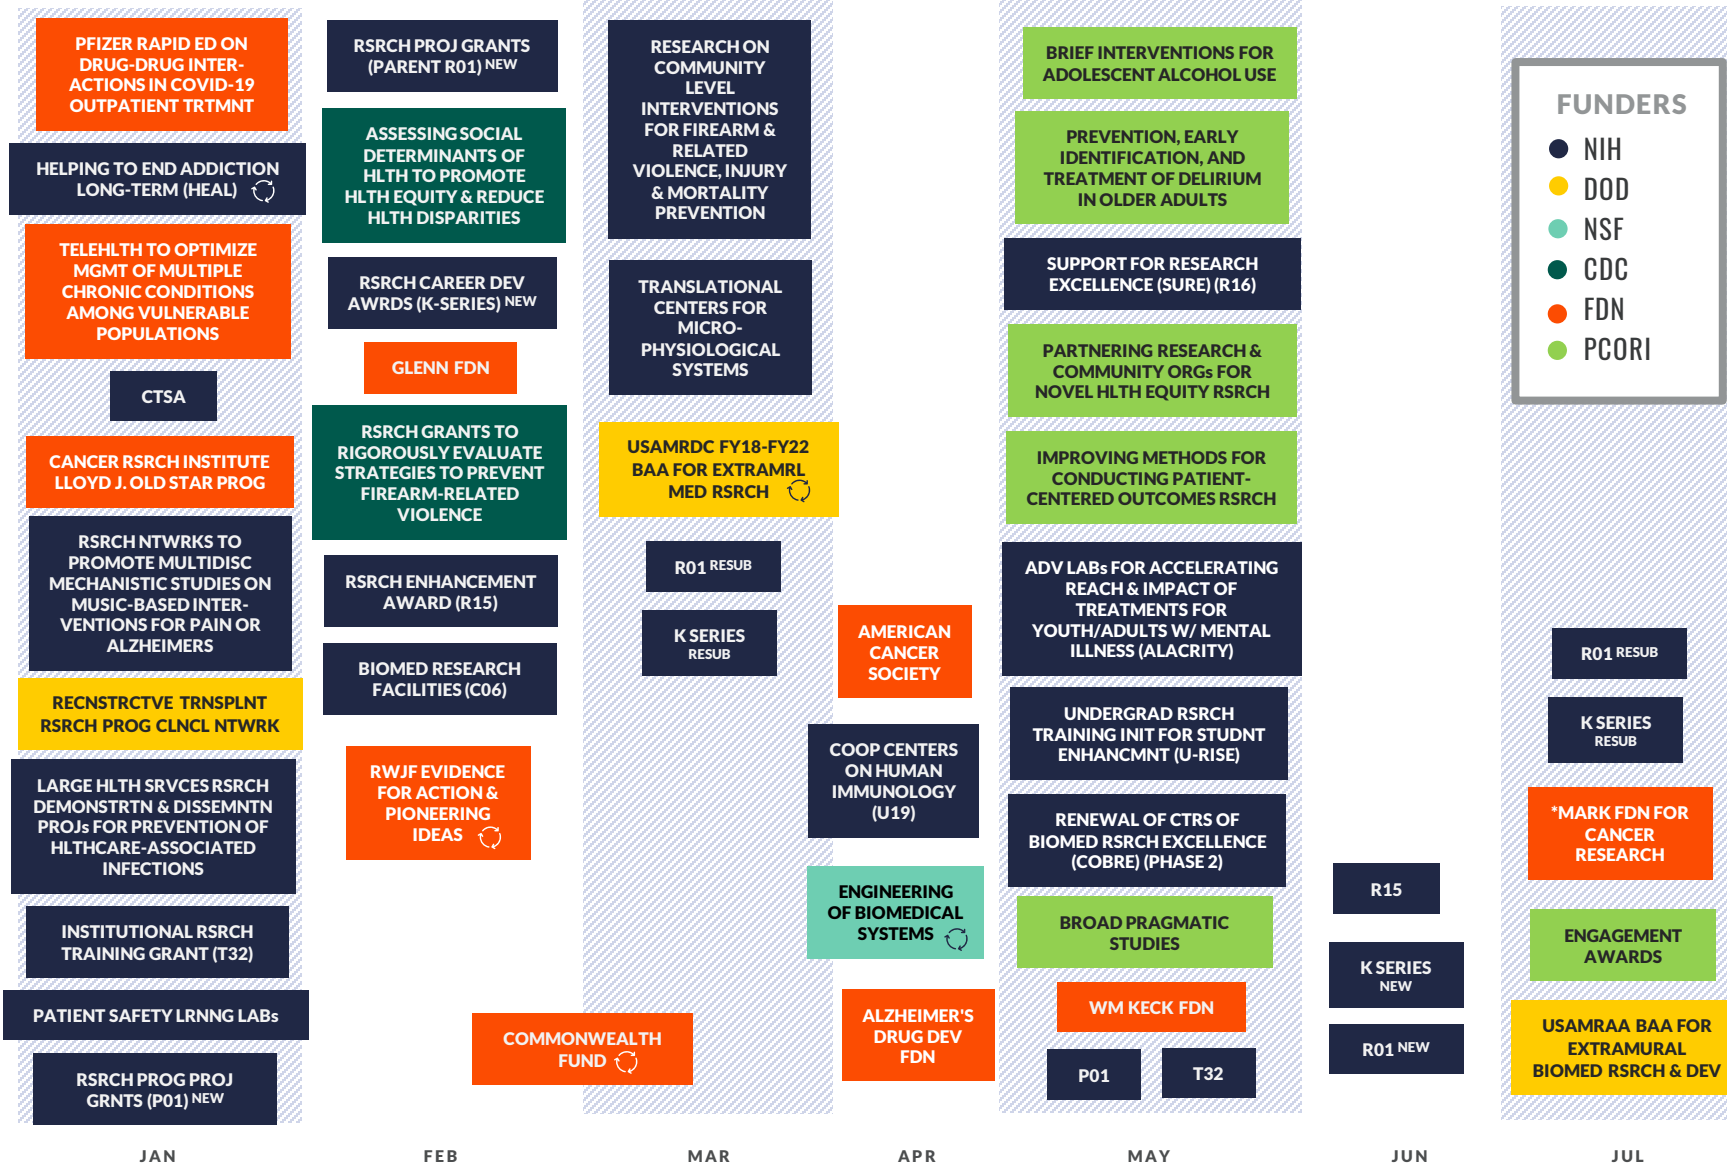 PFIZER RAPID ED ON
DRUG-DRUG INTER-
ACTIONS IN COVID-19
OUTPATIENT TRTMNT
HELPING TO END ADDICTION
LONG-TERM (HEAL)
TELEHLTH TO OPTIMIZE
MGMT OF MULTIPLE
CHRONIC CONDITIONS
AMONG VULNERABLE
POPULATIONS
CTSA
CANCER RSRCH INSTITUTE
LLOYD J. OLD STAR PROG
RSRCH NTWRKS TO
PROMOTE MULTIDISC
MECHANISTIC STUDIES ON
MUSIC-BASED INTER-
VENTIONS FOR PAIN OR
ALZHEIMERS
RECNSTRCTVE TRNSPLNT
RSRCH PROG CLNCL NTWRK
LARGE HLTH SRVCES RSRCH
DEMONSTRTN & DISSEMNTN
PROJs FOR PREVENTION OF
HLTHCARE-ASSOCIATED
INFECTIONS
INSTITUTIONAL RSRCH
TRAINING GRANT (T32)
PATIENT SAFETY LRNNG LABs
RSRCH PROG PROJ
GRNTS (P01) NEW
JAN
RSRCH PROJ GRANTS
(PARENT R01) NEW
ASSESSING SOCIAL
DETERMINANTS OF
HLTH TO PROMOTE
HLTH EQUITY & REDUCE
HLTH DISPARITIES
RSRCH CAREER DEV
AWRDS (K-SERIES) NEW
GLENN FDN
RSRCH GRANTS TO
RIGOROUSLY EVALUATE
STRATEGIES TO PREVENT
FIREARM-RELATED
VIOLENCE
RSRCH ENHANCEMENT
AWARD (R15)
BIOMED RESEARCH
FACILITIES (C06)
RWJF EVIDENCE
FOR ACTION &
PIONEERING
IDEAS
COMMONWEALTH
FUND
FEB
RESEARCH ON
COMMUNITY
LEVEL
INTERVENTIONS
FOR FIREARM &
RELATED
VIOLENCE, INJURY
& MORTALITY
PREVENTION
TRANSLATIONAL
CENTERS FOR
MICRO-
PHYSIOLOGICAL
SYSTEMS
USAMRDC FY18-FY22
BAA FOR EXTRAMRL
MED RSRCH
R01 RESUB
K SERIES
RESUB
MAR
AMERICAN
CANCER
SOCIETY
COOP CENTERS
ON HUMAN
IMMUNOLOGY
(U19)
ENGINEERING
OF BIOMEDICAL
SYSTEMS
ALZHEIMER'S
DRUG DEV
FDN
APR
BRIEF INTERVENTIONS FOR
ADOLESCENT ALCOHOL USE
PREVENTION, EARLY
IDENTIFICATION, AND
TREATMENT OF DELIRIUM
IN OLDER ADULTS
SUPPORT FOR RESEARCH
EXCELLENCE (SURE) (R16)
PARTNERING RESEARCH &
COMMUNITY ORGs FOR
NOVEL HLTH EQUITY RSRCH
IMPROVING METHODS FOR
CONDUCTING PATIENT-
CENTERED OUTCOMES RSRCH
ADV LABs FOR ACCELERATING
REACH & IMPACT OF
TREATMENTS FOR
YOUTH/ADULTS W/ MENTAL
ILLNESS (ALACRITY)
UNDERGRAD RSRCH
TRAINING INIT FOR STUDNT
ENHANCMNT (U-RISE)
RENEWAL OF CTRS OF
BIOMED RSRCH EXCELLENCE
(COBRE) (PHASE 2)
BROAD PRAGMATIC
STUDIES
WM KECK FDN
P01
T32
MAY
R15
K SERIES
NEW
R01 NEW
JUN
FUNDERS
NIH
DOD
NSF
CDC
FDN
PCORI
R01 RESUB
K SERIES
RESUB
*MARK FDN FOR
CANCER
RESEARCH
ENGAGEMENT
AWARDS
USAMRAA BAA FOR
EXTRAMURAL
BIOMED RSRCH & DEV
JUL